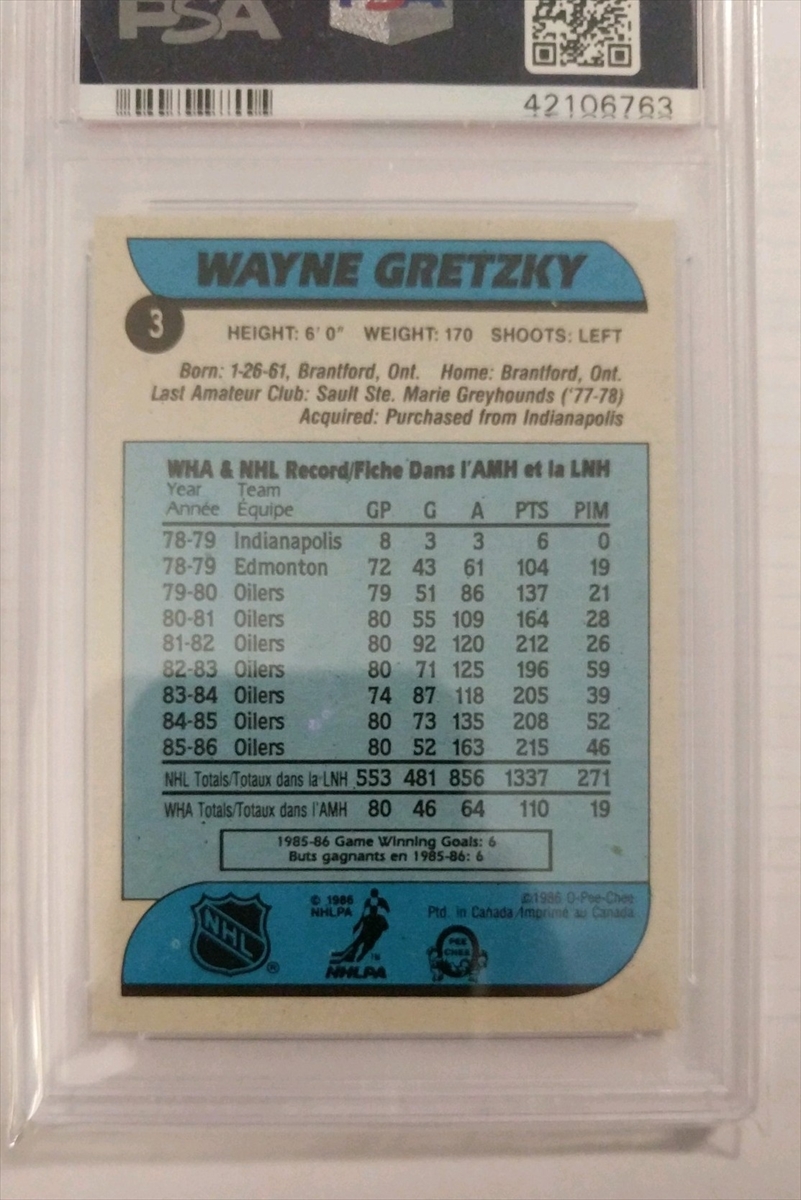 PSA
PSA
42106763
WAYNE GRETZKY
3
HEIGHT: 6' 0" WEIGHT: 170 SHOOTS: LEFT
Born: 1-26-61, Brantford, Ont. Home: Brantford, Ont.
Last Amateur Club: Sault Ste. Marie Greyhounds ('77-78)
Acquired: Purchased from Indianapolis
WHA & NHL Record/Fiche Dans l'AMH et la LNH
Year Team
Année Équipe GP G A PTS PIM
78-79 Indianapolis 8 3 3 6 0
78-79 Edmonton 72 43 61 104 19
79-80 Oilers 79 51 86 137 21
80-81 Oilers 80 55 109 164 28
81-82 Oilers 80 92 120 212 26
82-83 Oilers 80 71 125 196 59
83-84 Oilers 74 87 118 205 39
84-85 Oilers 80 73 135 208 52
85-86 Oilers 80 52 163 215 46
NHL Totals/Totaux dans la LNH 553 481 856 1337 271
WHA Totals/Totaux dans l'AMH 80 46 64 110 19
1985-86 Game Winning Goals: 6
Buts gagnants en 1985-86: 6
NHL ®
© 1986
NHLPA
NHLPA
O PEE CHEE
©1986 O-Pee-Chee
Ptd. in Canada/Imprimé au Canada